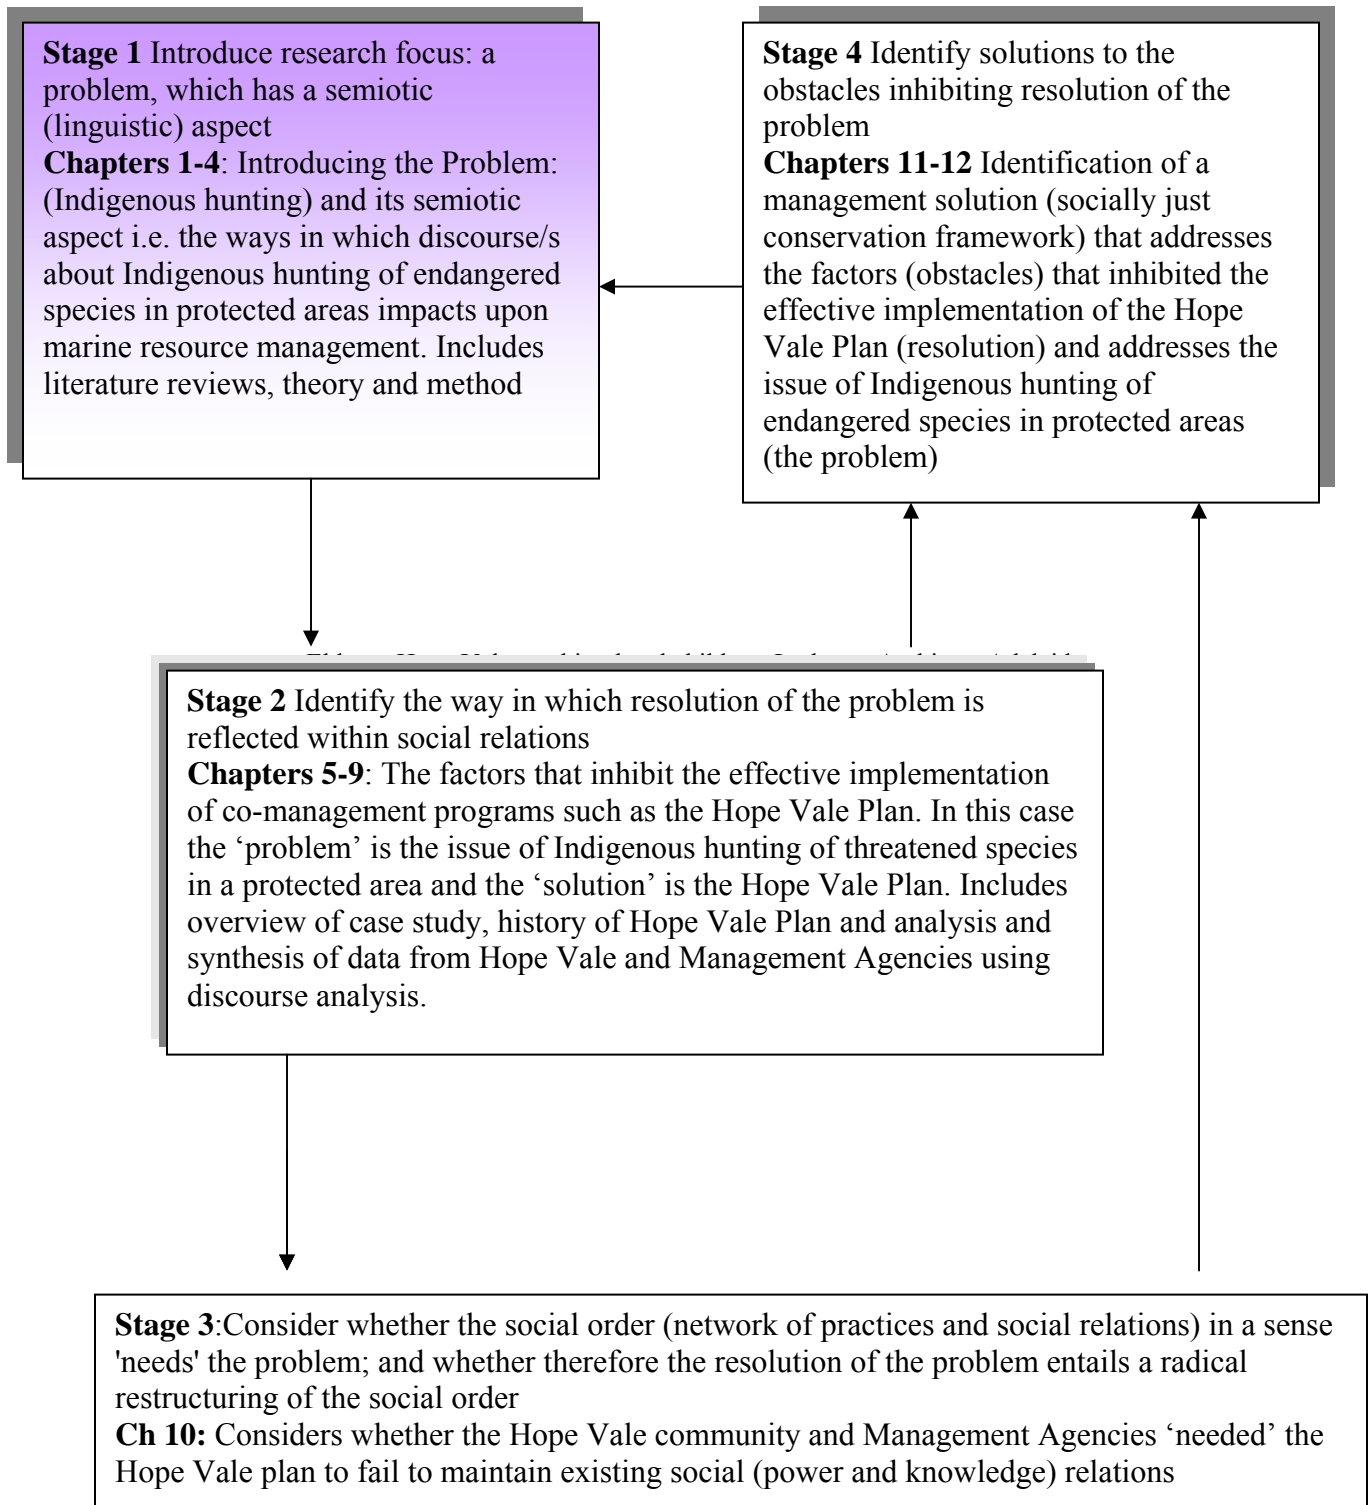 Stage 1 Introduce research focus: a
problem, which has a semiotic
(linguistic) aspect
Chapters 1-4: Introducing the Problem:
(Indigenous hunting) and its semiotic
aspect i.e. the ways in which discourse/s
about Indigenous hunting of endangered
species in protected areas impacts upon
marine resource management. Includes
literature reviews, theory and method
Stage 4 Identify solutions to the
obstacles inhibiting resolution of the
problem
Chapters 11-12 Identification of a
management solution (socially just
conservation framework) that addresses
the factors (obstacles) that inhibited the
effective implementation of the Hope
Vale Plan (resolution) and addresses the
issue of Indigenous hunting of
endangered species in protected areas
(the problem)
Stage 2 Identify the way in which resolution of the problem is
reflected within social relations
Chapters 5-9: The factors that inhibit the effective implementation
of co-management programs such as the Hope Vale Plan. In this case
the ‘problem’ is the issue of Indigenous hunting of threatened species
in a protected area and the ‘solution’ is the Hope Vale Plan. Includes
overview of case study, history of Hope Vale Plan and analysis and
synthesis of data from Hope Vale and Management Agencies using
discourse analysis.
Stage 3:Consider whether the social order (network of practices and social relations) in a sense
'needs' the problem; and whether therefore the resolution of the problem entails a radical
restructuring of the social order
Ch 10: Considers whether the Hope Vale community and Management Agencies ‘needed’ the
Hope Vale plan to fail to maintain existing social (power and knowledge) relations